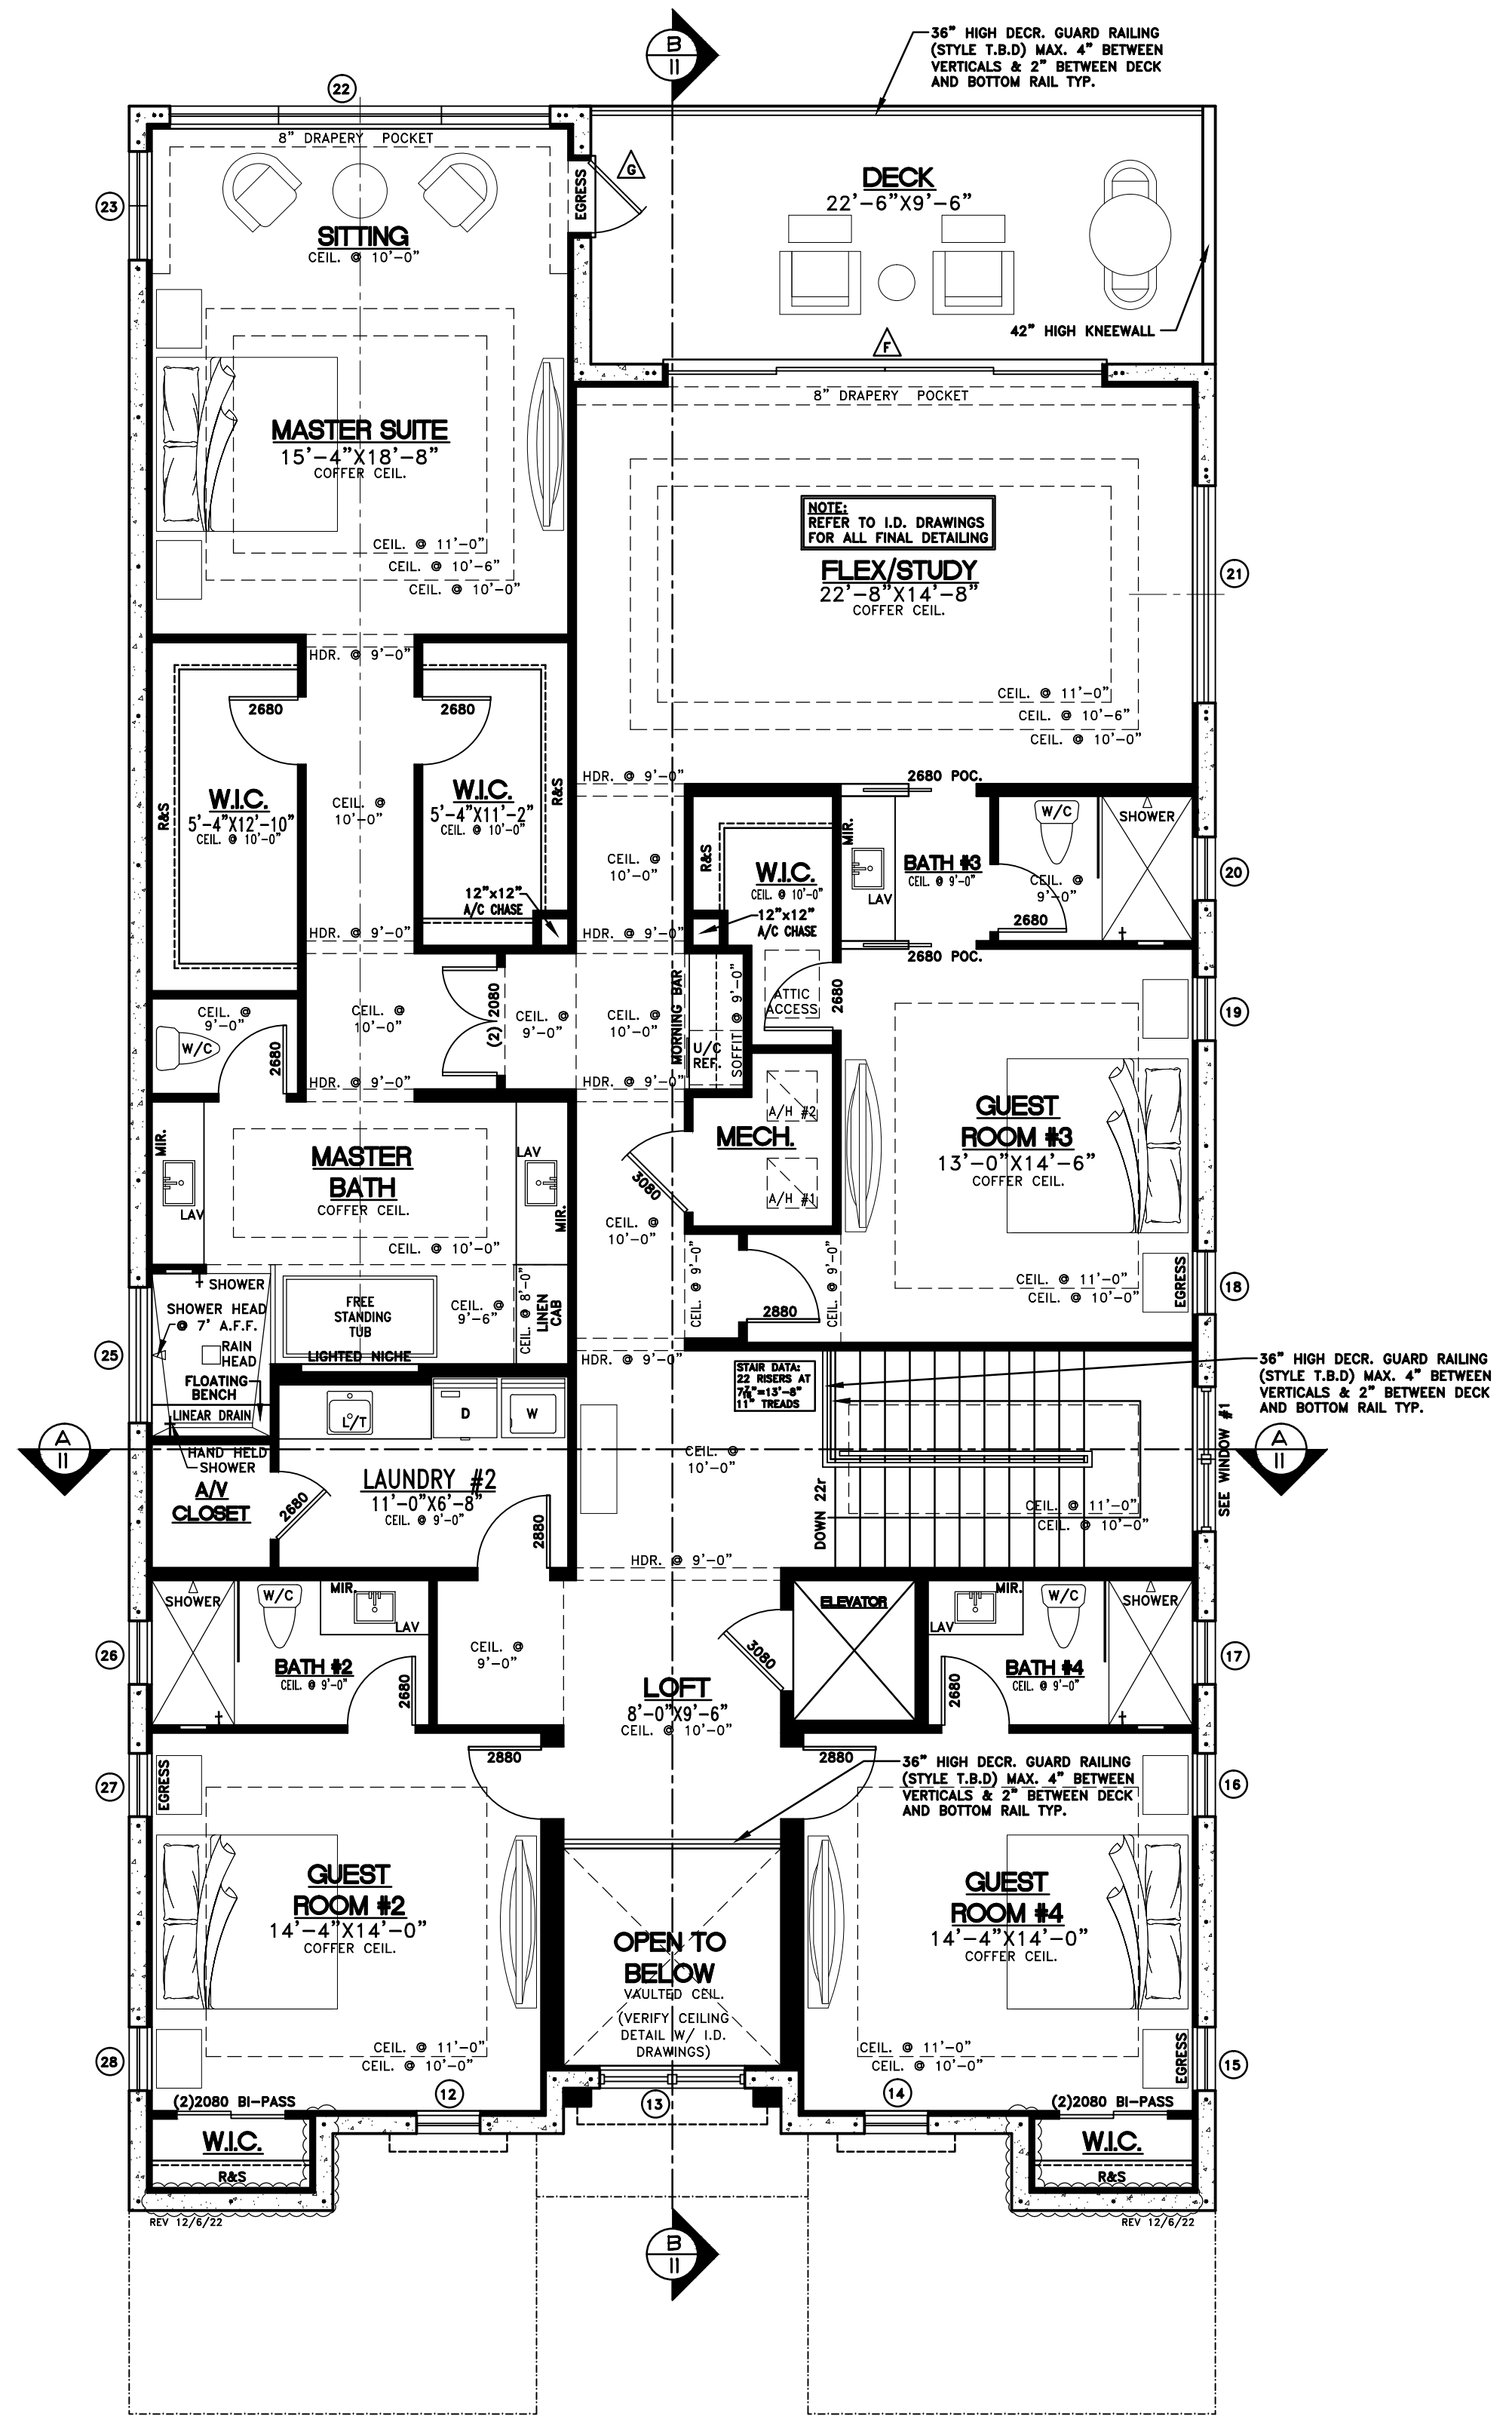 B
11
36" HIGH DECR. GUARD RAILING
(STYLE T.B.D) MAX. 4" BETWEEN
VERTICALS & 2" BETWEEN DECK
AND BOTTOM RAIL TYP.
22
8" DRAPERY POCKET
23
SITTING
CEIL. @ 10'-0"
EGRESS
G
DECK
22'-6"X9'-6"
42" HIGH KNEEWALL
F
8" DRAPERY POCKET
MASTER SUITE
15'-4"X18'-8"
COFFER CEIL.
CEIL. @ 11'-0"
CEIL. @ 10'-6"
CEIL. @ 10'-0"
NOTE:
REFER TO I.D. DRAWINGS
FOR ALL FINAL DETAILING
FLEX/STUDY
22'-8"X14'-8"
COFFER CEIL.
21
CEIL. @ 11'-0"
CEIL. @ 10'-6"
CEIL. @ 10'-0"
HDR. @ 9'-0"
2680
2680
R&S
W.I.C.
5'-4"X12'-10"
CEIL. @ 10'-0"
CEIL. @
10'-0"
W.I.C.
5'-4"X11'-2"
CEIL. @ 10'-0"
R&S
12"x12"
A/C CHASE
HDR. @ 9'-0"
HDR. @ 9'-0"
CEIL. @
10'-0"
HDR. @ 9'-0"
2680 POC.
R&S
W.I.C.
CEIL. @ 10'-0"
12"x12"
A/C CHASE
MIR.
LAV
BATH #3
CEIL. @ 9'-0"
W/C
CEIL. @
9'-0"
2680
SHOWER
20
2680 POC.
CEIL. @
9'-0"
W/C
2680
CEIL. @
10'-0"
(2) 2080
CEIL. @
9'-0"
CEIL. @
10'-0"
MORNING BAR
U/C
REF.
SOFFIT @ 9'-0"
ATTIC
ACCESS
2680
19
HDR. @ 9'-0"
HDR. @ 9'-0"
MIR.
LAV
MASTER
BATH
COFFER CEIL.
CEIL. @ 10'-0"
LAV
MIR.
A/H #2
MECH.
A/H #1
3080
CEIL. @
10'-0"
GUEST
ROOM #3
13'-0"X14'-6"
COFFER CEIL.
CEIL. @ 11'-0"
CEIL. @ 10'-0"
EGRESS
18
CEIL. @ 9'-0"
2880
CEIL. @ 9'-0"
SHOWER
SHOWER HEAD
@ 7' A.F.F.
RAIN
HEAD
FLOATING
BENCH
LINEAR DRAIN
HAND HELD
SHOWER
25
FREE
STANDING
TUB
CEIL. @
9'-6"
CEIL. @ 8'-0"
LINEN
CAB
LIGHTED NICHE
HDR. @ 9'-0"
STAIR DATA:
22 RISERS AT
11" TREADS
36" HIGH DECR. GUARD RAILING
(STYLE T.B.D) MAX. 4" BETWEEN
VERTICALS & 2" BETWEEN DECK
AND BOTTOM RAIL TYP.
L/T
D
W
A
11
A
11
SEE WINDOW #1
A/V
CLOSET
2680
LAUNDRY #2
11'-0"X6'-8"
CEIL. @ 9'-0"
2880
CEIL. @
10'-0"
DOWN 22r
CEIL. @ 11'-0"
CEIL. @ 10'-0"
HDR. @ 9'-0"
SHOWER
W/C
MIR.
LAV
BATH #2
CEIL. @ 9'-0"
2680
26
CEIL. @
9'-0"
LOFT
8'-0"X9'-6"
CEIL. @ 10'-0"
3080
ELEVATOR
MIR.
LAV
W/C
SHOWER
BATH #4
CEIL. @ 9'-0"
2680
17
2880
2880
36" HIGH DECR. GUARD RAILING
(STYLE T.B.D) MAX. 4" BETWEEN
VERTICALS & 2" BETWEEN DECK
AND BOTTOM RAIL TYP.
27
EGRESS
16
GUEST
ROOM #2
14'-4"X14'-0"
COFFER CEIL.
CEIL. @ 11'-0"
CEIL. @ 10'-0"
OPEN TO
BELOW
VAULTED CEIL.
(VERIFY CEILING
DETAIL W/ I.D.
DRAWINGS)
GUEST
ROOM #4
14'-4"X14'-0"
COFFER CEIL.
CEIL. @ 11'-0"
CEIL. @ 10'-0"
EGRESS
28
15
(2)2080 BI-PASS
12
13
14
(2)2080 BI-PASS
W.I.C.
R&S
W.I.C.
R&S
REV 12/6/22
REV 12/6/22
B
11